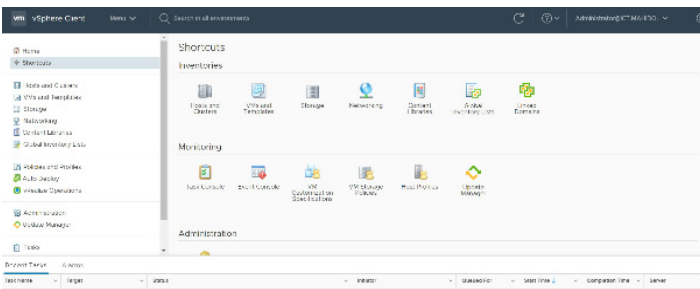 vm vSphere Client Menu Search in all environments Administrator@ICT.MAUIDO...
Home
Shortcuts
Hosts and Clusters
VMs and Templates
Storage
Networking
Content Libraries
Global Inventory Lists
Policies and Profiles
Auto Deploy
vRealize Operations
Administration
Update Manager
Tasks
Shortcuts
Inventories
Hosts and Clusters
VMs and Templates
Storage
Networking
Content Libraries
Global Inventory Lists
Linked Domains
Monitoring
Task Console
Event Console
VM Customization Specifications
VM Storage Policies
Host Profiles
Update Manager
Administration
Recent Tasks Alarms
Task Name Target Status Initiator Queued For Start Time Completion Time Server